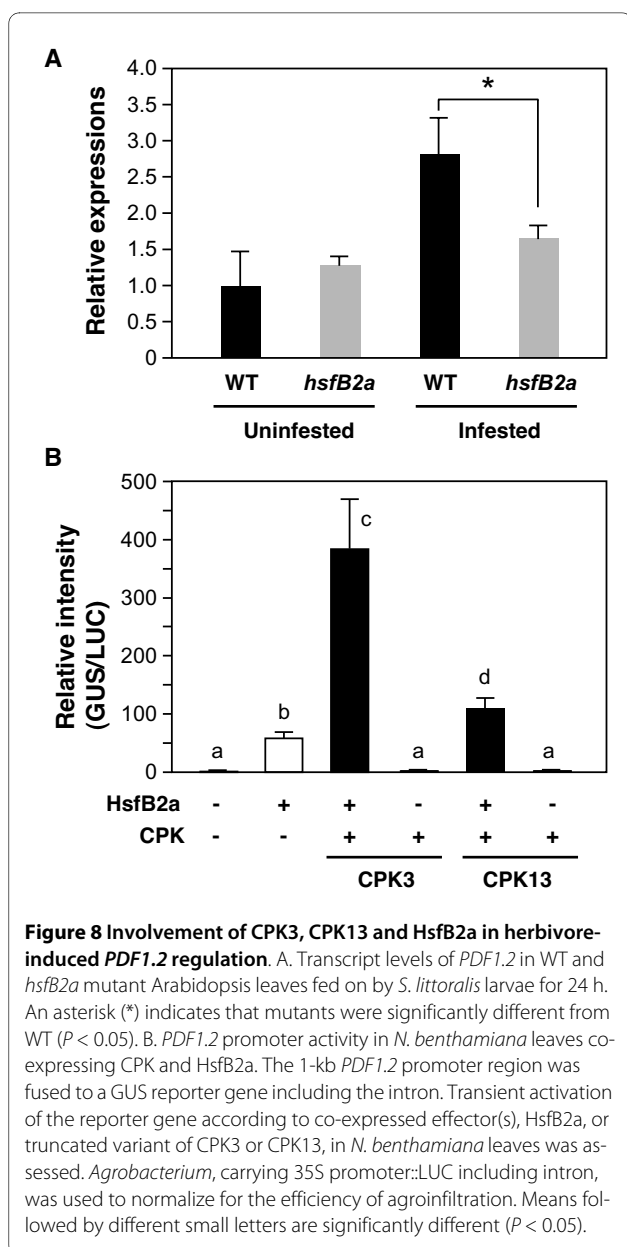 A
4.0
3.5
3.0
2.5
2.0
1.5
1.0
0.5
0
Relative expressions
*
WT hsfB2a WT hsfB2a
Uninfested Infested
B
500
400
300
200
100
0
Relative intensity
(GUS/LUC)
a b c a d a
HsfB2a - + + - + -
CPK - - + + + +
CPK3 CPK13
Figure 8 Involvement of CPK3, CPK13 and HsfB2a in herbivore-
induced PDF1.2 regulation. A. Transcript levels of PDF1.2 in WT and
hsfB2a mutant Arabidopsis leaves fed on by S. littoralis larvae for 24 h.
An asterisk (*) indicates that mutants were significantly different from
WT (P < 0.05). B. PDF1.2 promoter activity in N. benthamiana leaves co-
expressing CPK and HsfB2a. The 1-kb PDF1.2 promoter region was
fused to a GUS reporter gene including the intron. Transient activation
of the reporter gene according to co-expressed effector(s), HsfB2a, or
truncated variant of CPK3 or CPK13, in N. benthamiana leaves was as-
sessed. Agrobacterium, carrying 35S promoter::LUC including intron,
was used to normalize for the efficiency of agroinfiltration. Means fol-
lowed by different small letters are significantly different (P < 0.05).